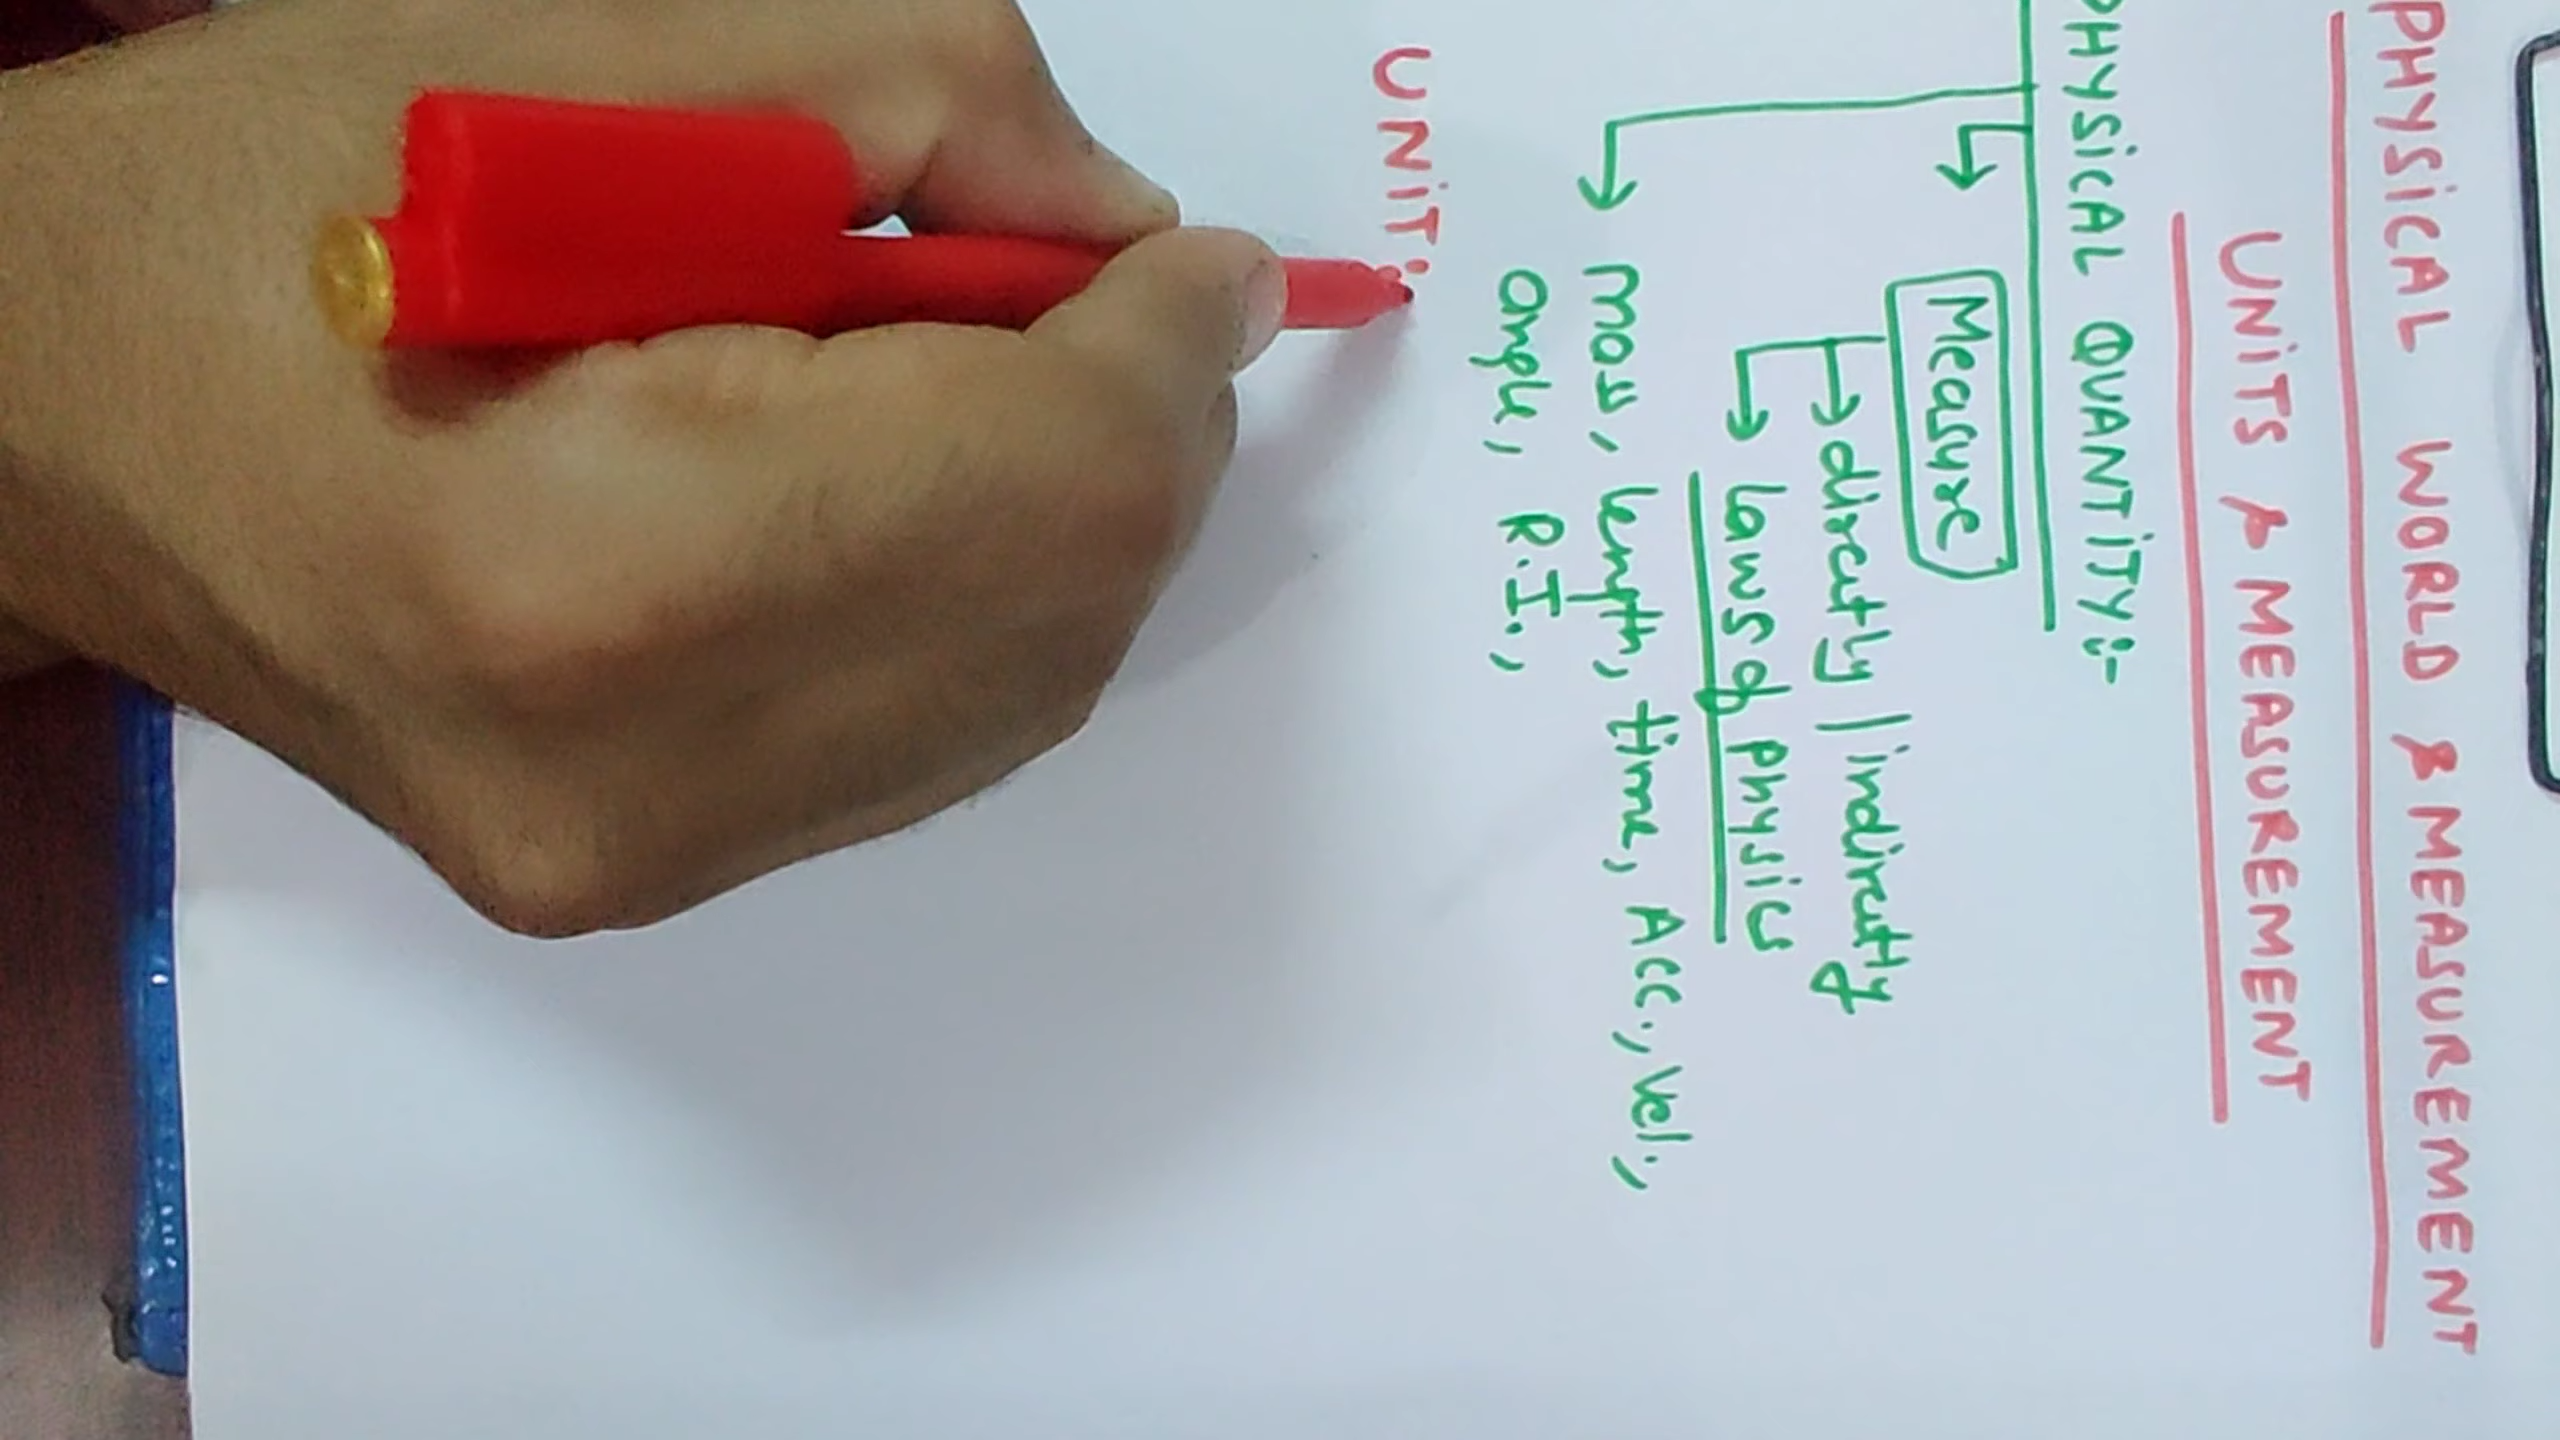 PHYSICAL WORLD & MEASUREMENT
UNITS & MEASUREMENT
PHYSICAL QUANTITY:-
Measure
directly | indirectly
laws of physics
mass, length, time, Acc., Vel.,
angle, R.I.,
UNIT: